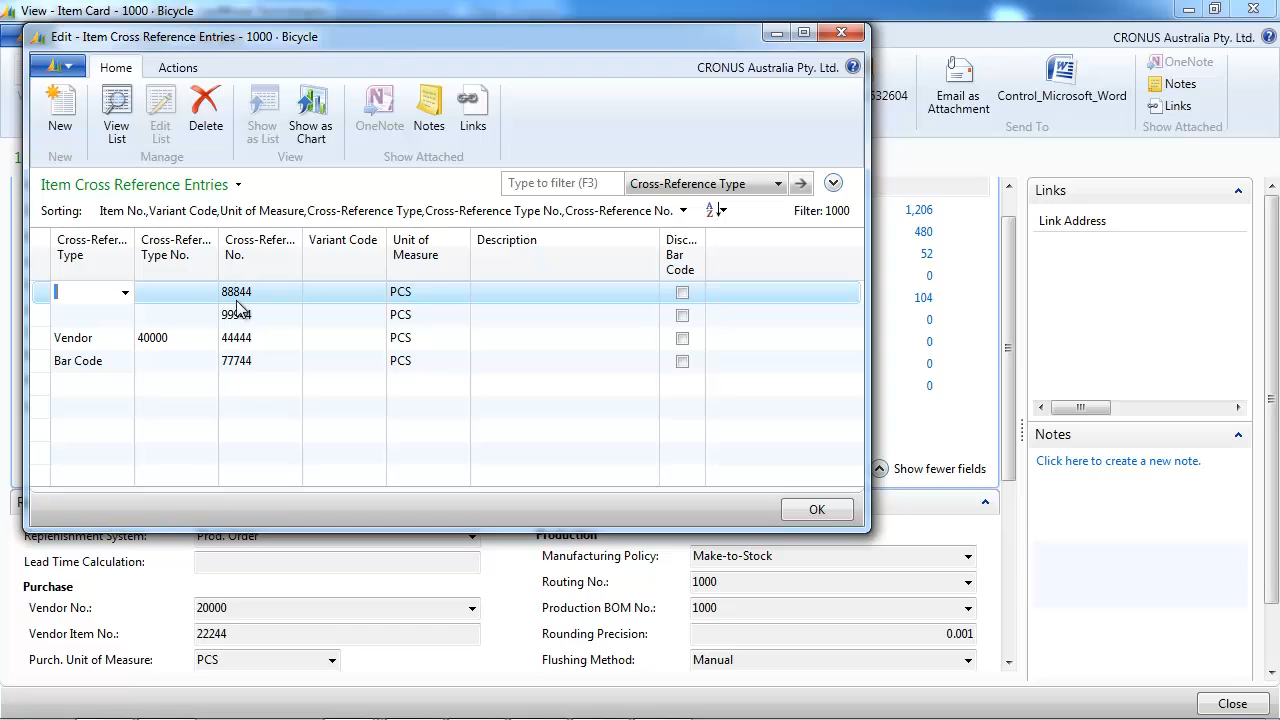 View - Item Card - 1000 · Bicycle
Edit - Item Cross Reference Entries - 1000 · Bicycle
CRONUS Australia Pty. Ltd.
Home
Actions
CRONUS Australia Pty. Ltd.
New
View List
Edit List
Delete
Show as List
Show as Chart
OneNote
Notes
Links
New
Manage
View
Show Attached
32604
Email as Attachment
Control_Microsoft_Word
Send To
OneNote
Notes
Links
Show Attached
Item Cross Reference Entries
Type to filter (F3)
Cross-Reference Type
Sorting: Item No.,Variant Code,Unit of Measure,Cross-Reference Type,Cross-Reference Type No.,Cross-Reference No.
Filter: 1000
Cross-Refer... Type
Cross-Refer... Type No.
Cross-Refer... No.
Variant Code
Unit of Measure
Description
Disc... Bar Code
88844 PCS
PCS
Vendor 40000 44444 PCS
Bar Code 77744 PCS
OK
1,206
480
52
0
104
0
0
0
0
Show fewer fields
Links
Link Address
Notes
Click here to create a new note.
Replenishment System: Prod. Order
Lead Time Calculation:
Purchase
Vendor No.: 20000
Vendor Item No.: 22244
Purch. Unit of Measure: PCS
Production
Manufacturing Policy: Make-to-Stock
Routing No.: 1000
Production BOM No.: 1000
Rounding Precision: 0.001
Flushing Method: Manual
Close